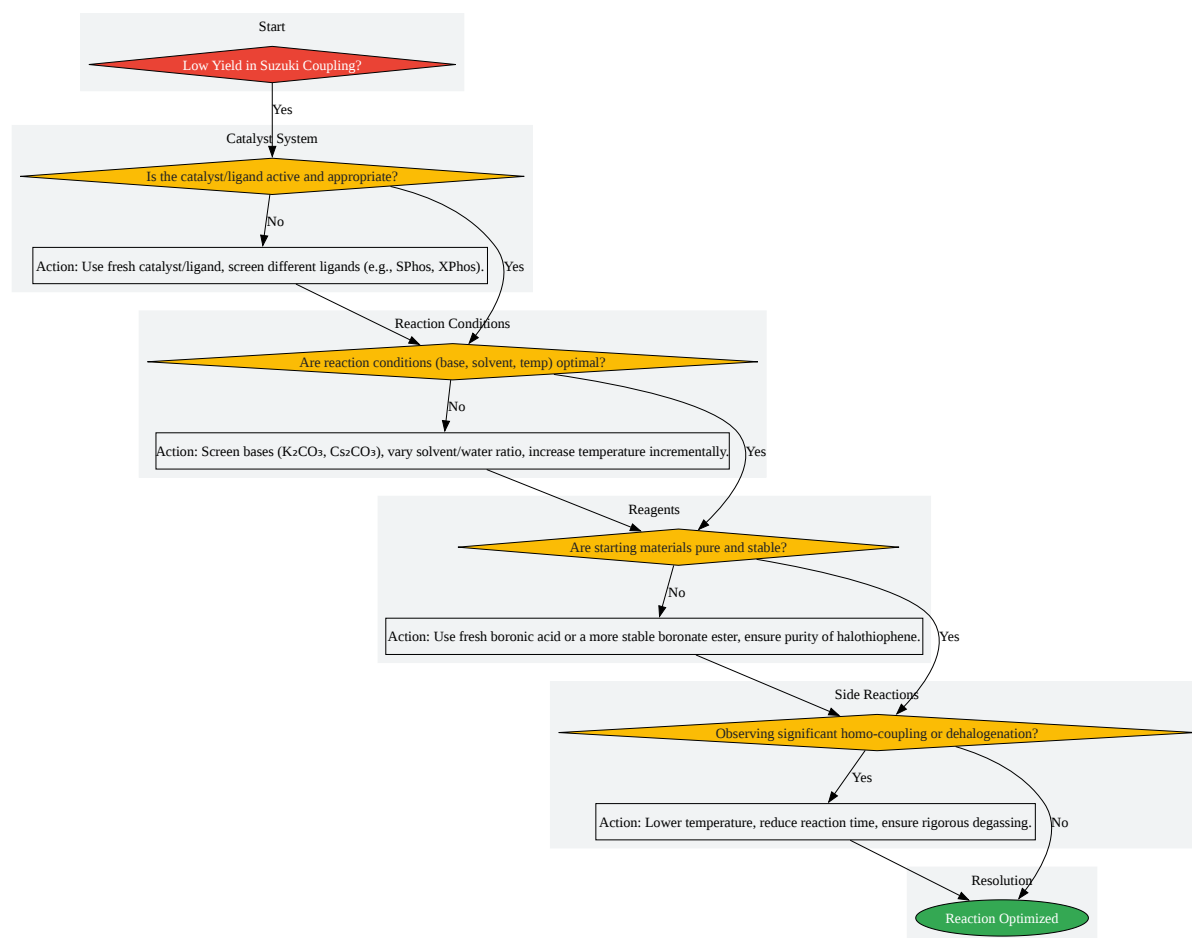 Start
Low Yield in Suzuki Coupling?
Yes
Catalyst System
Is the catalyst/ligand active and appropriate?
No
Action: Use fresh catalyst/ligand, screen different ligands (e.g., SPhos, XPhos).
Yes
Reaction Conditions
Are reaction conditions (base, solvent, temp) optimal?
No
Action: Screen bases (K₂CO₃, Cs₂CO₃), vary solvent/water ratio, increase temperature incrementally.
Yes
Reagents
Are starting materials pure and stable?
No
Action: Use fresh boronic acid or a more stable boronate ester, ensure purity of halothiophene.
Yes
Side Reactions
Observing significant homo-coupling or dehalogenation?
Yes
Action: Lower temperature, reduce reaction time, ensure rigorous degassing.
No
Resolution
Reaction Optimized